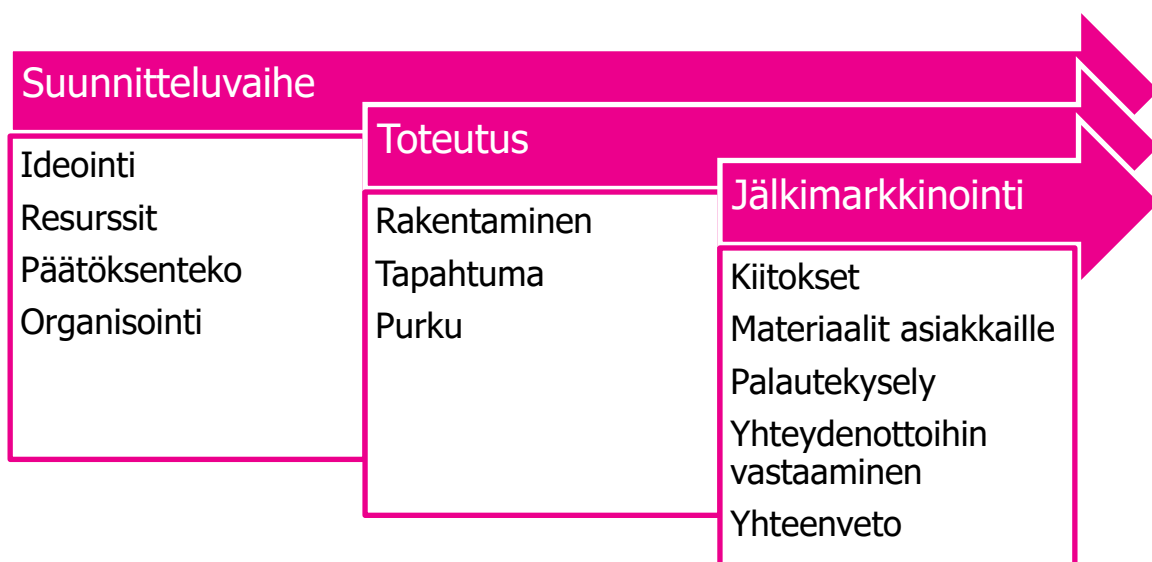 Suunnitteluvaihe
Ideointi
Resurssit
Päätöksenteko
Organisointi
Toteutus
Rakentaminen
Tapahtuma
Purku
Jälkimarkkinointi
Kiitokset
Materiaalit asiakkaille
Palautekysely
Yhteydenottoihin
vastaaminen
Yhteenveto